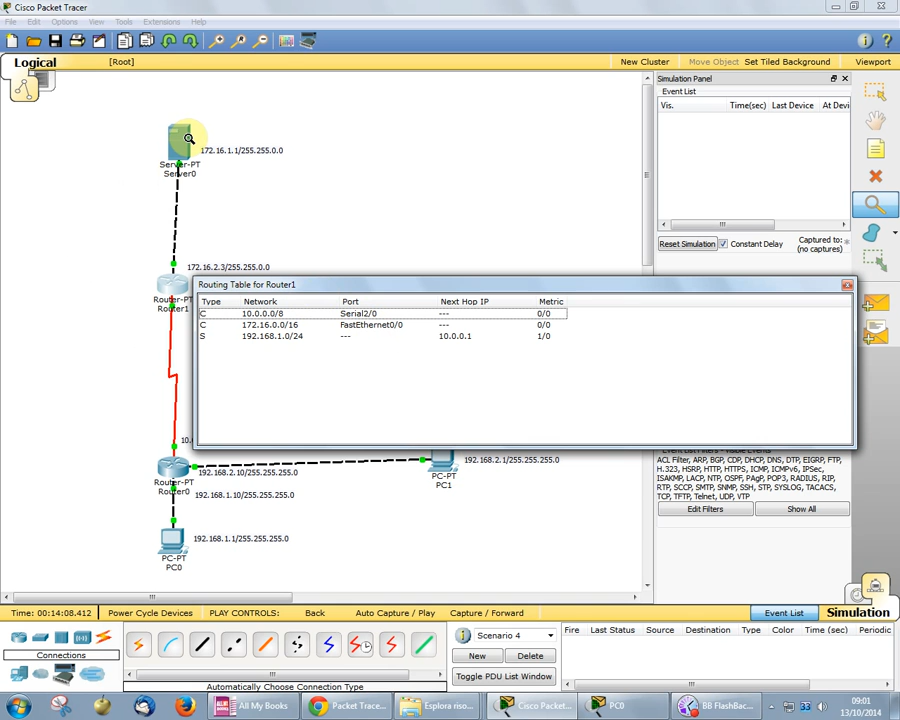 Cisco Packet Tracer
File Edit Options View Tools Extensions Help
Logical [Root] New Cluster Move Object Set Tiled Background Viewport
Simulation Panel
Event List
Vis. Time(sec) Last Device At Devi
Server-PT
Server0
172.16.1.1/255.255.0.0
Reset Simulation Constant Delay Captured to:
(no captures)
172.16.2.3/255.255.0.0
Router-PT
Router1
Routing Table for Router1
Type Network Port Next Hop IP Metric
C 10.0.0.0/8 Serial2/0 --- 0/0
C 172.16.0.0/16 FastEthernet0/0 --- 0/0
S 192.168.1.0/24 --- 10.0.0.1 1/0
10.
192.168.2.10/255.255.255.0
Router-PT
Router0
192.168.1.10/255.255.255.0
192.168.2.1/255.255.255.0
PC-PT
PC1
192.168.1.1/255.255.255.0
PC-PT
PC0
Event List Filters - Visible Events
ACL Filter, ARP, BGP, CDP, DHCP, DNS, DTP, EIGRP, FTP,
H.323, HSRP, HTTP, HTTPS, ICMP, ICMPv6, IPSec,
ISAKMP, LACP, NTP, OSPF, PAgP, POP3, RADIUS, RIP,
RTP, SCCP, SMTP, SNMP, SSH, STP, SYSLOG, TACACS,
TCP, TFTP, Telnet, UDP, VTP
Edit Filters Show All
Time: 00:14:08.412 Power Cycle Devices PLAY CONTROLS: Back Auto Capture / Play Capture / Forward Event List Simulation
Connections
Automatically Choose Connection Type
Scenario 4
New Delete
Toggle PDU List Window
Fire Last Status Source Destination Type Color Time (sec) Periodic
All My Books Packet Trace... Esplora riso... Cisco Packet... PC0 BB FlashBac... 33 09:01
13/10/2014